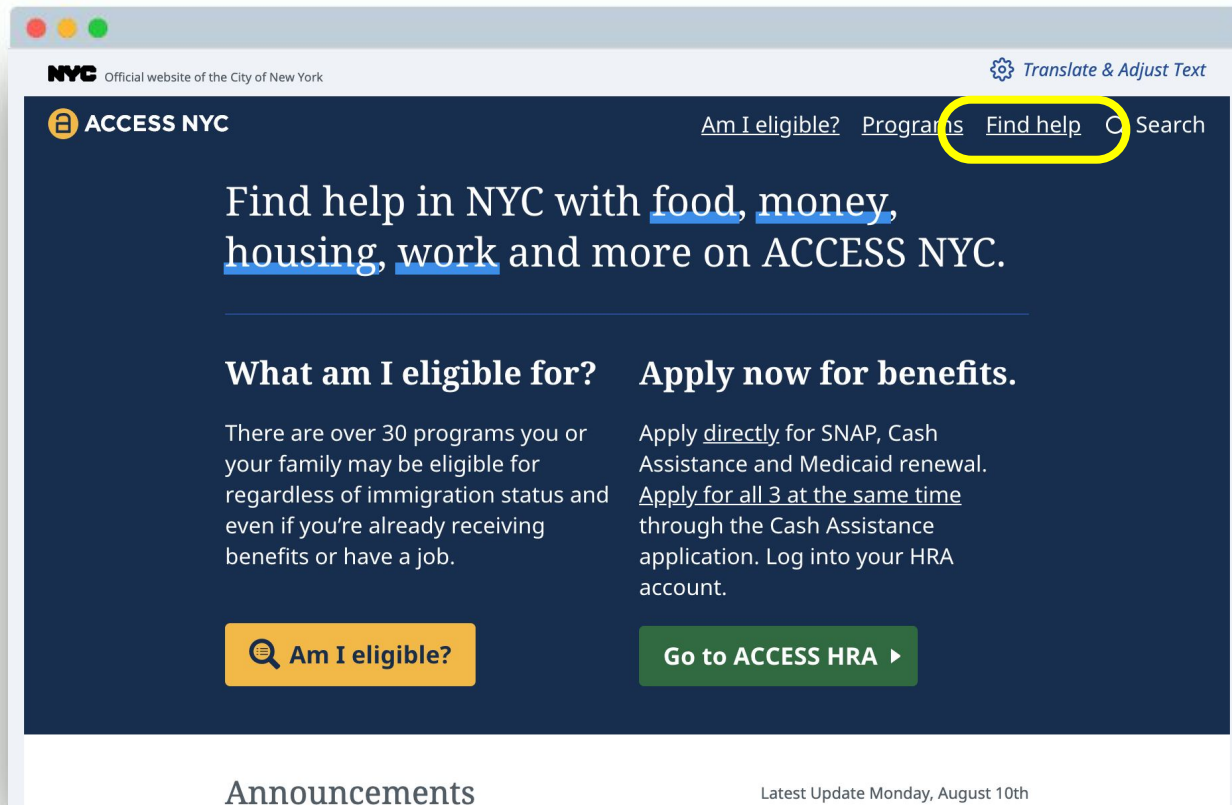 NYC Official website of the City of New York
Translate & Adjust Text
ACCESS NYC
Am I eligible? Programs Find help Search
Find help in NYC with food, money,
housing, work and more on ACCESS NYC.
What am I eligible for?
There are over 30 programs you or
your family may be eligible for
regardless of immigration status and
even if you’re already receiving
benefits or have a job.
Am I eligible?
Apply now for benefits.
Apply directly for SNAP, Cash
Assistance and Medicaid renewal.
Apply for all 3 at the same time
through the Cash Assistance
application. Log into your HRA
account.
Go to ACCESS HRA
Announcements
Latest Update Monday, August 10th